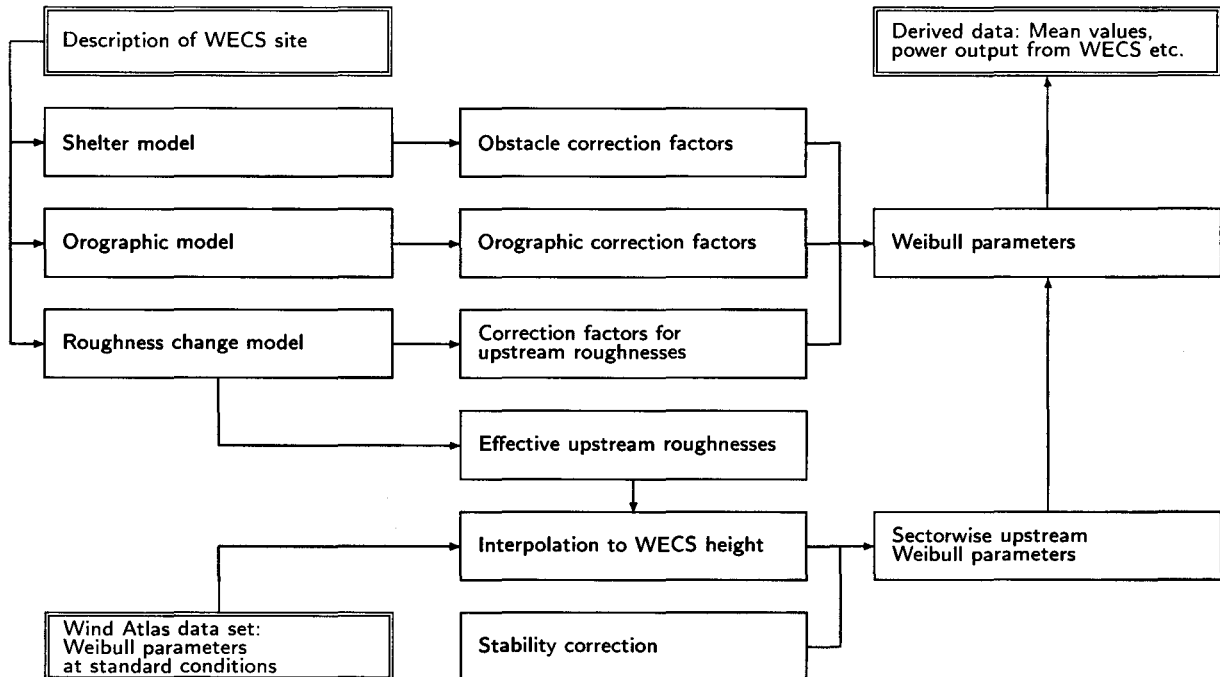 Description of WECS site
Derived data: Mean values,
power output from WECS etc.
Shelter model
Obstacle correction factors
Orographic model
Orographic correction factors
Weibull parameters
Roughness change model
Correction factors for
upstream roughnesses
Effective upstream roughnesses
Interpolation to WECS height
Sectorwise upstream
Weibull parameters
Wind Atlas data set:
Weibull parameters
at standard conditions
Stability correction